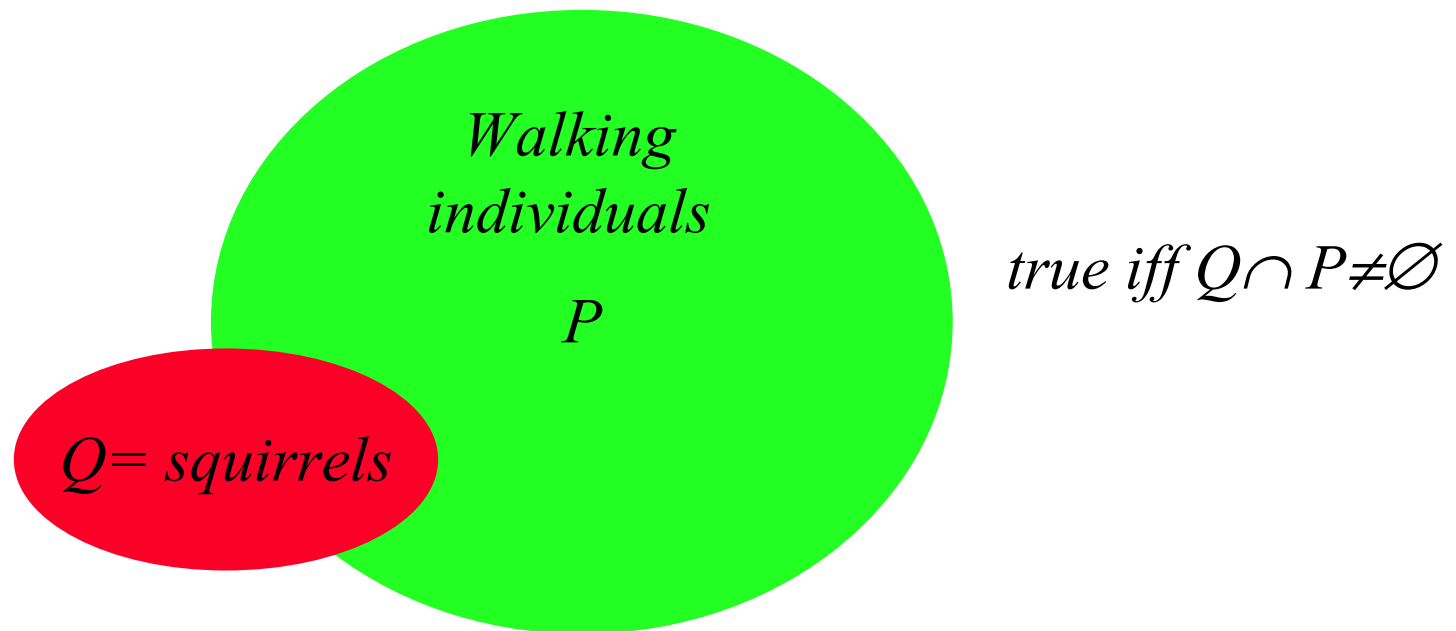 Walking
individuals
true iff Q∩ P≠∅
P
Q= squirrels